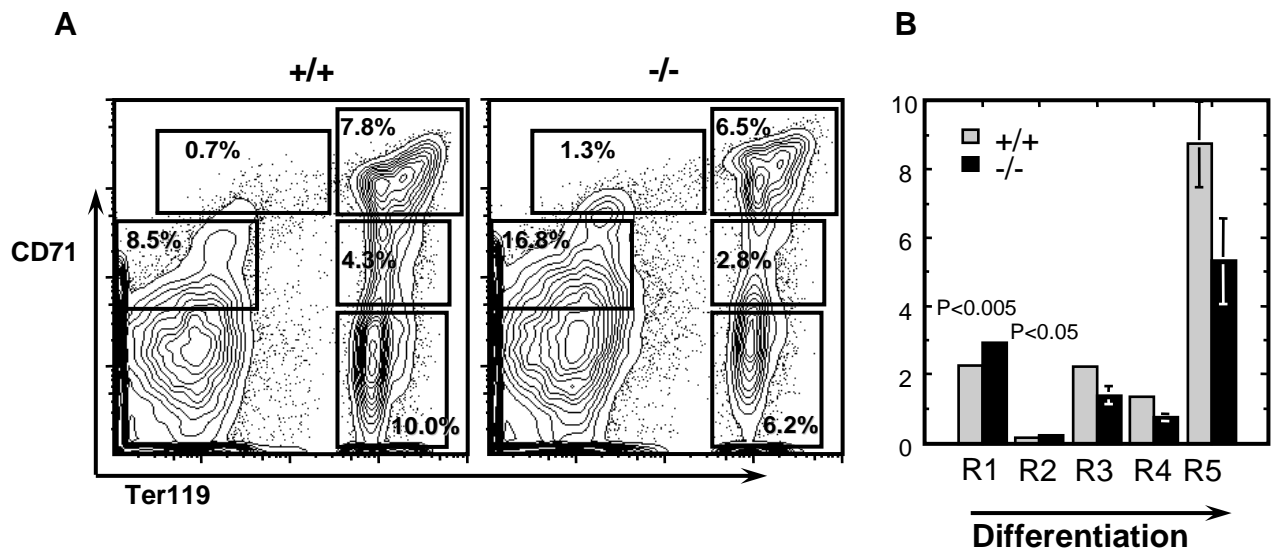 A
B
+/+
-/-
0.7%
7.8%
8.5%
4.3%
10.0%
1.3%
6.5%
16.8%
2.8%
6.2%
CD71
Ter119
10
8
6
4
2
0
+/+
-/-
P<0.005
P<0.05
R1 R2 R3 R4 R5
Differentiation